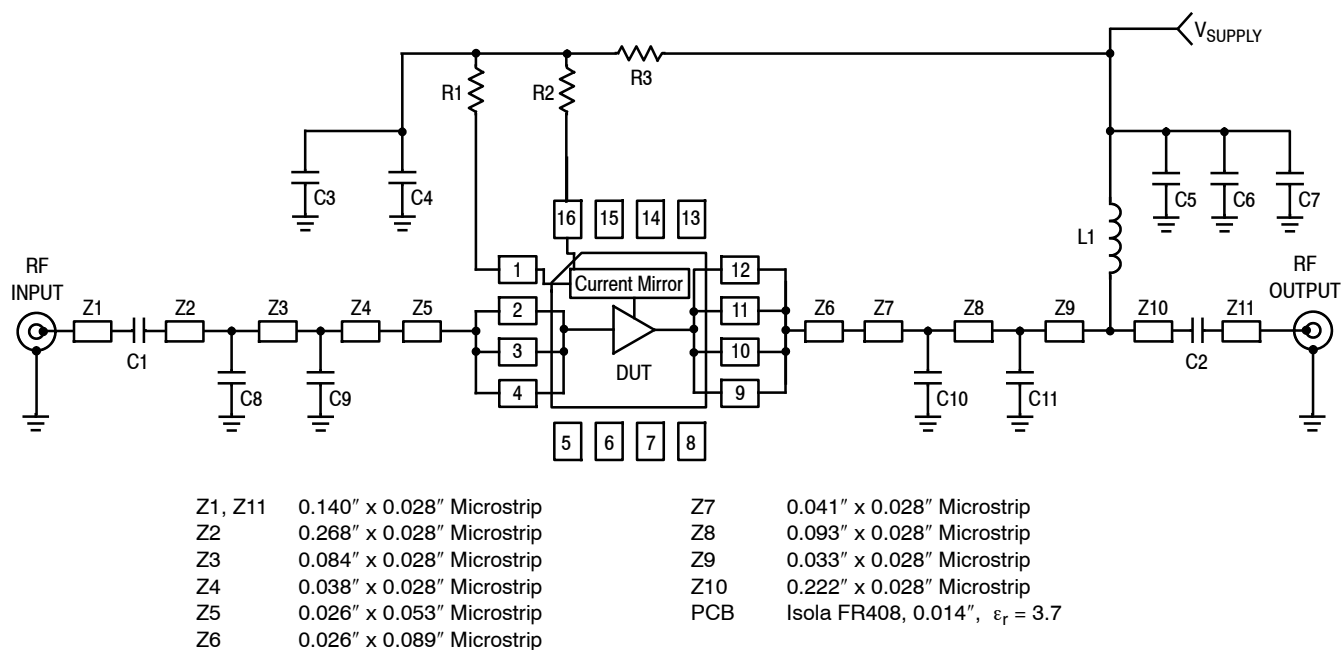 VSUPPLY
R3
R1
R2
C3
C4
C5
C6
C7
16
15
14
13
L1
RF
INPUT
1
Current Mirror
12
RF
OUTPUT
Z1
Z2
Z3
Z4
Z5
2
11
Z6
Z7
Z8
Z9
Z10
Z11
C1
3
10
C2
DUT
C8
C9
4
9
C10
C11
5
6
7
8
Z1, Z11 0.140″ x 0.028″ Microstrip
Z2 0.268″ x 0.028″ Microstrip
Z3 0.084″ x 0.028″ Microstrip
Z4 0.038″ x 0.028″ Microstrip
Z5 0.026″ x 0.053″ Microstrip
Z6 0.026″ x 0.089″ Microstrip
Z7 0.041″ x 0.028″ Microstrip
Z8 0.093″ x 0.028″ Microstrip
Z9 0.033″ x 0.028″ Microstrip
Z10 0.222″ x 0.028″ Microstrip
PCB Isola FR408, 0.014″, εr = 3.7